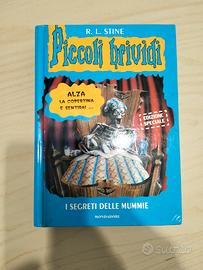 R. L. STINE
Piccoli brividi
ALZA
LA COPERTINA
E SENTIRAI ...
EDIZIONE
SPECIALE
I SEGRETI DELLE MUMMIE
MONDADORI
subito